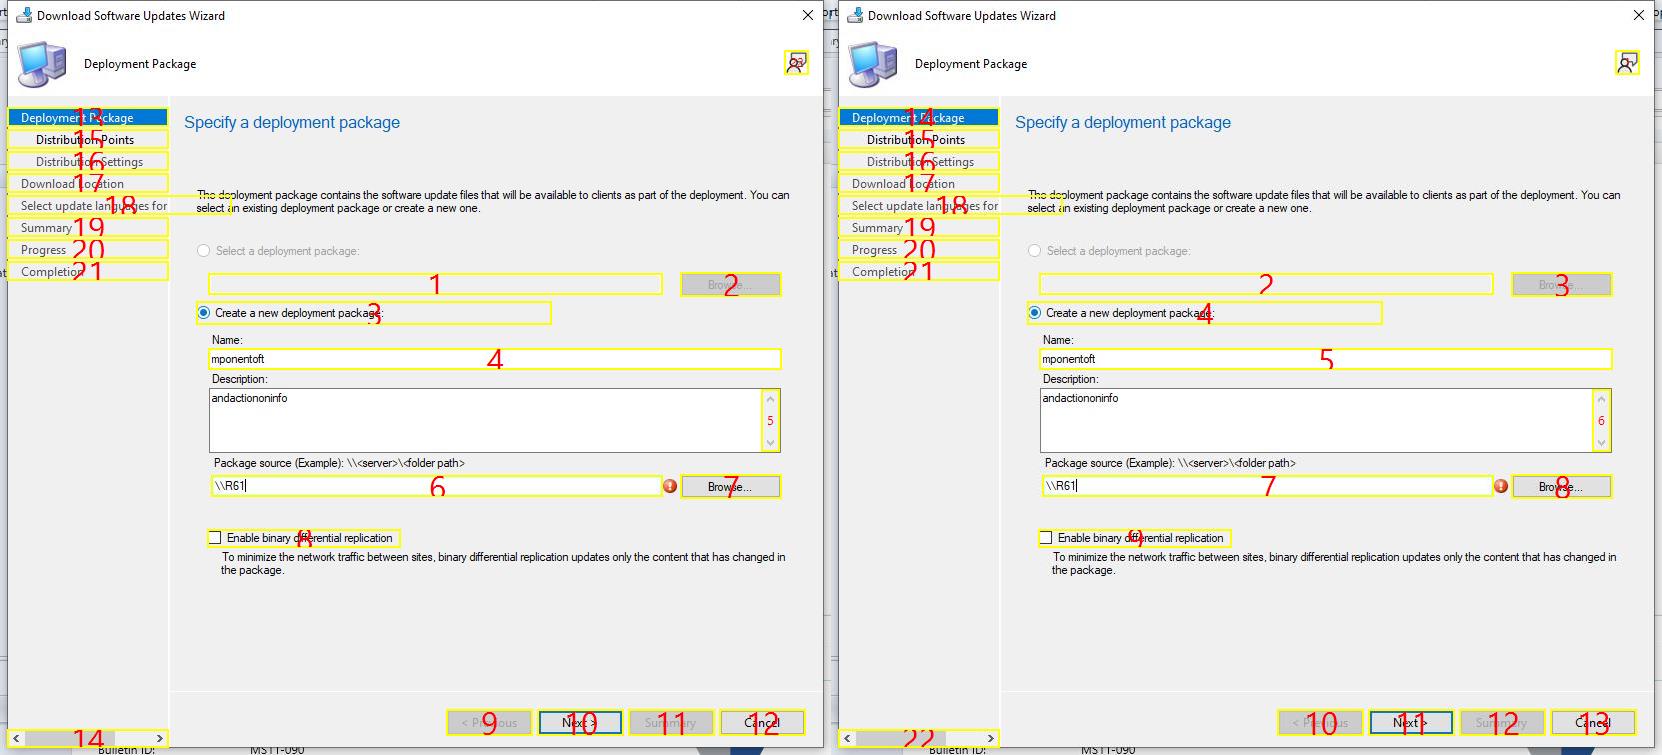 Download Software Updates Wizard
Deployment Package
Deployment Package
13
Distribution Points
15
Distribution Settings
16
Download Location
17
Select update languages for
18
Summary
19
Progress
20
Completion
21
14
Specify a deployment package
The deployment package contains the software update files that will be available to clients as part of the deployment. You can
select an existing deployment package or create a new one.
Select a deployment package:
1
Browse...
2
Create a new deployment package:
3
Name:
mponentoft
4
Description:
andactiononinfo
5
Package source (Example): \\<server>\<folder path>
\\R61
6
Browse...
7
Enable binary differential replication
8
To minimize the network traffic between sites, binary differential replication updates only the content that has changed in
the package.
< Previous
9
Next >
10
Summary
11
Cancel
12
Bulletin ID: MS11-090
Download Software Updates Wizard
Deployment Package
Deployment Package
14
Distribution Points
15
Distribution Settings
16
Download Location
17
Select update languages for
18
Summary
19
Progress
20
Completion
21
22
Specify a deployment package
The deployment package contains the software update files that will be available to clients as part of the deployment. You can
select an existing deployment package or create a new one.
Select a deployment package:
2
Browse...
3
Create a new deployment package:
4
Name:
mponentoft
5
Description:
andactiononinfo
6
Package source (Example): \\<server>\<folder path>
\\R61
7
Browse...
8
Enable binary differential replication
9
To minimize the network traffic between sites, binary differential replication updates only the content that has changed in
the package.
< Previous
10
Next >
11
Summary
12
Cancel
13
Bulletin ID: MS11-090